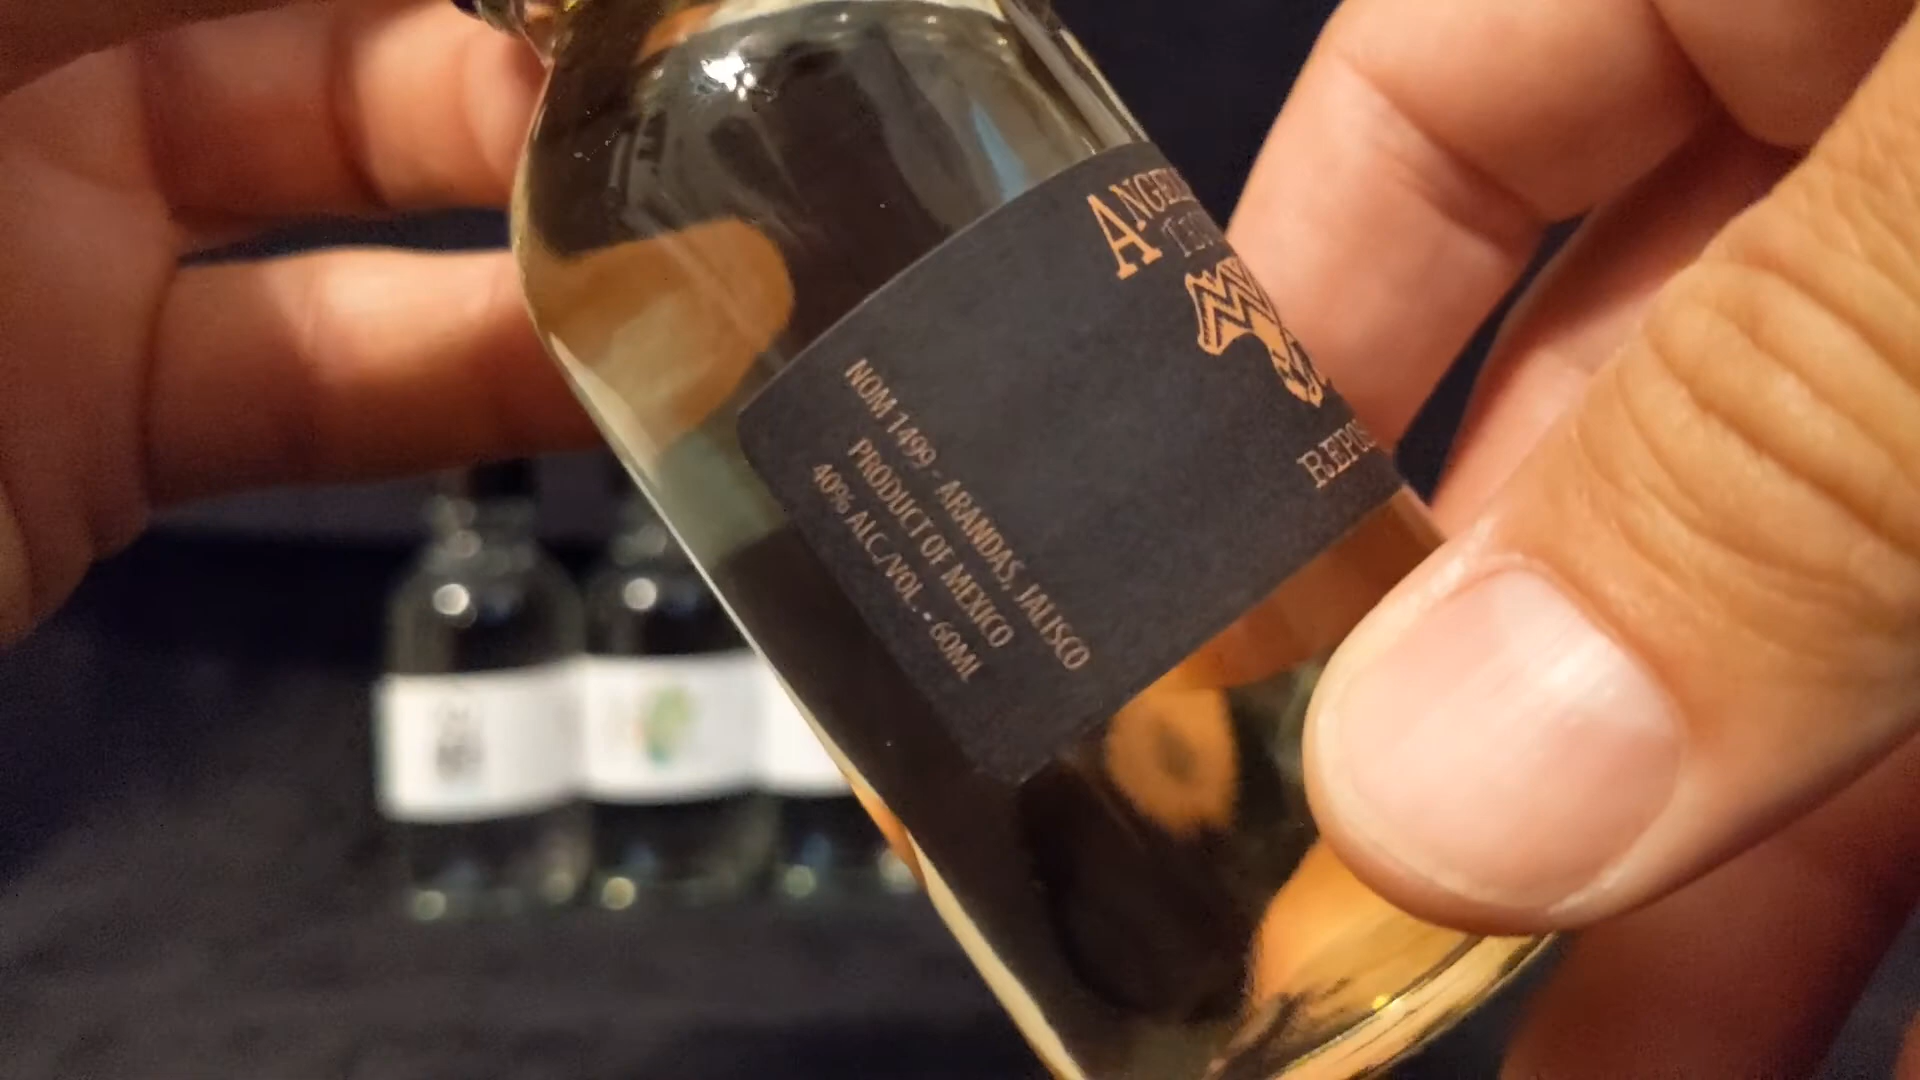 NOM 1499 - ARANDAS, JALISCO
PRODUCT OF MEXICO
40% ALC./VOL. - 60ML